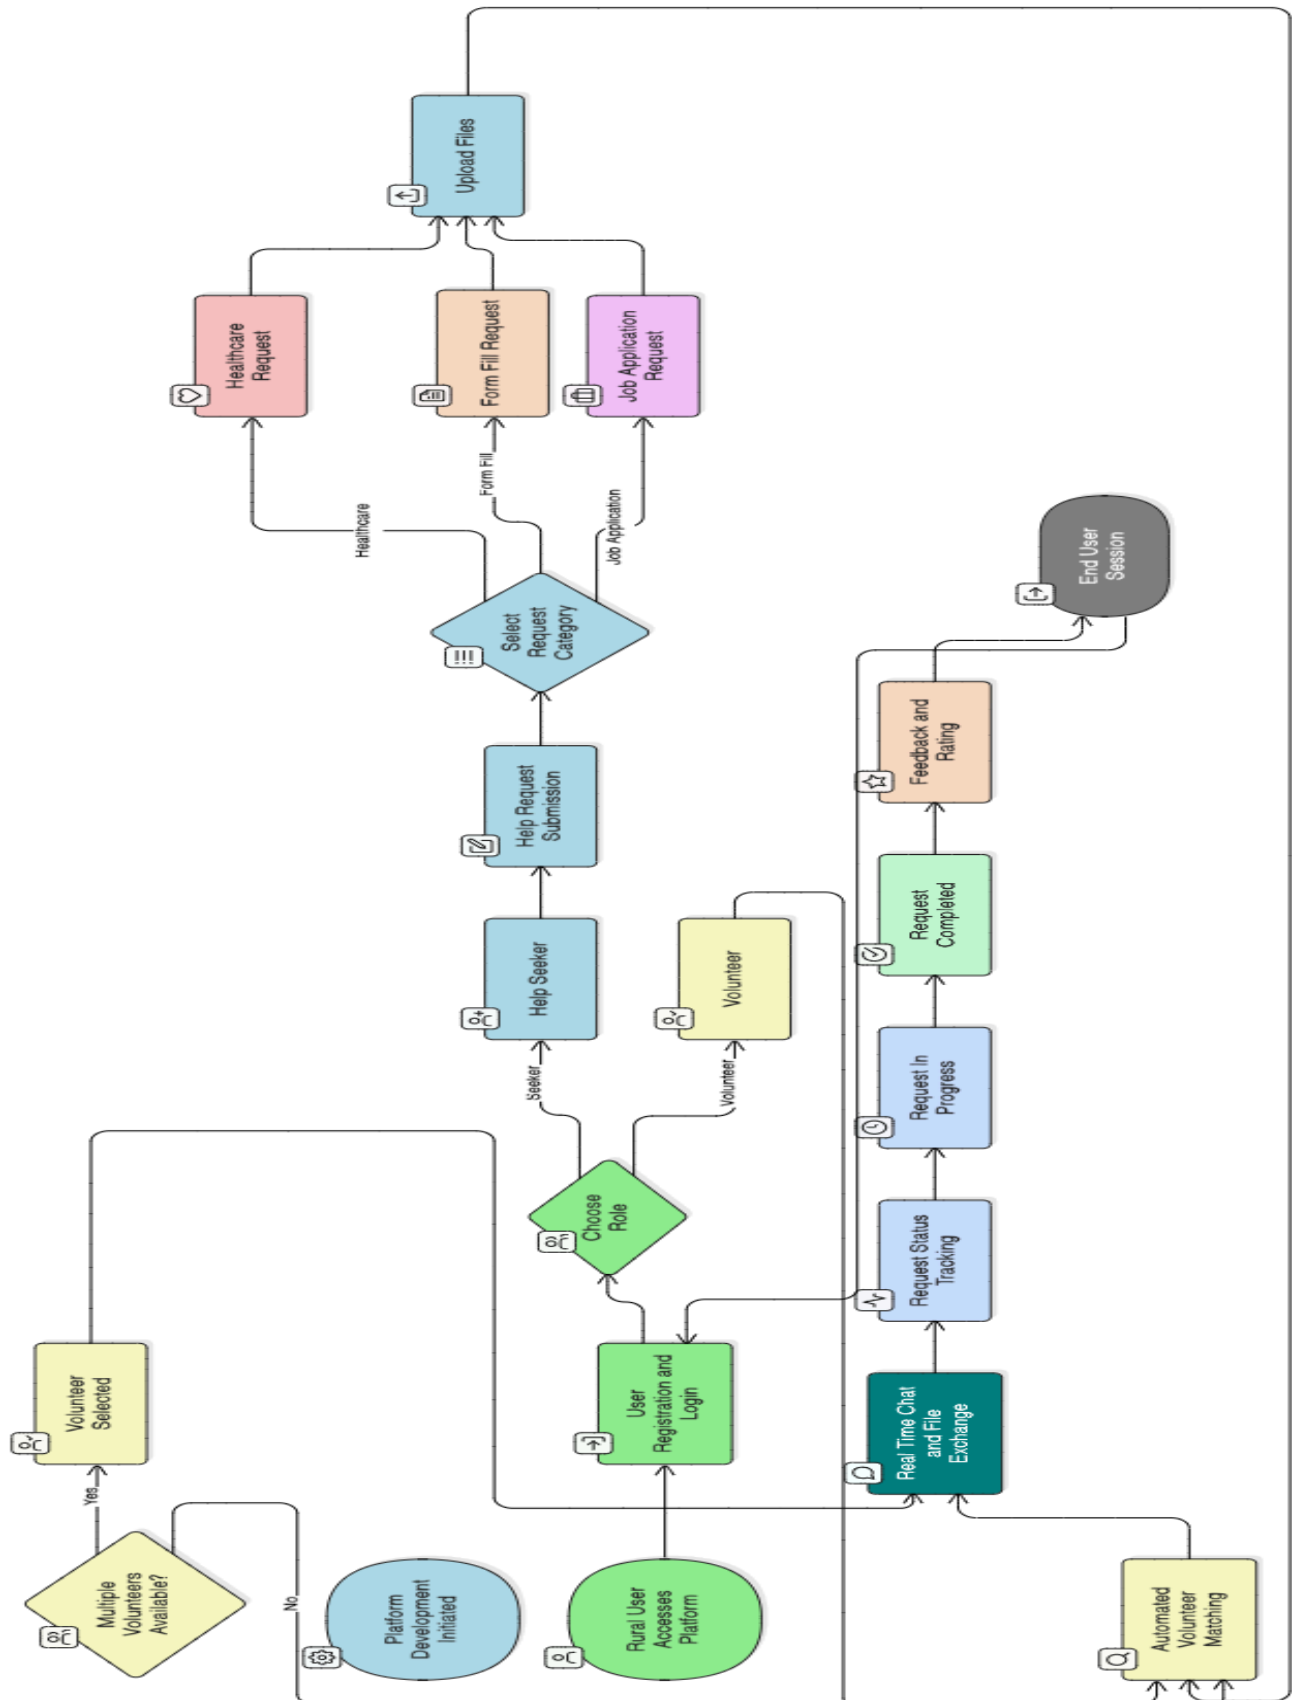 Multiple
Volunteers
Available?
Yes
No
Volunteer
Selected
Platform
Development
Initiated
Rural User
Accesses
Platform
User
Registration and
Login
Choose
Role
Seeker
Volunteer
Help Seeker
Volunteer
Help Request
Submission
Select
Request
Category
Healthcare
Form Fill
Job Application
Healthcare
Request
Form Fill Request
Job Application
Request
Upload Files
Automated
Volunteer
Matching
Real Time Chat
and File
Exchange
Request Status
Tracking
Request In
Progress
Request
Completed
Feedback and
Rating
End User
Session